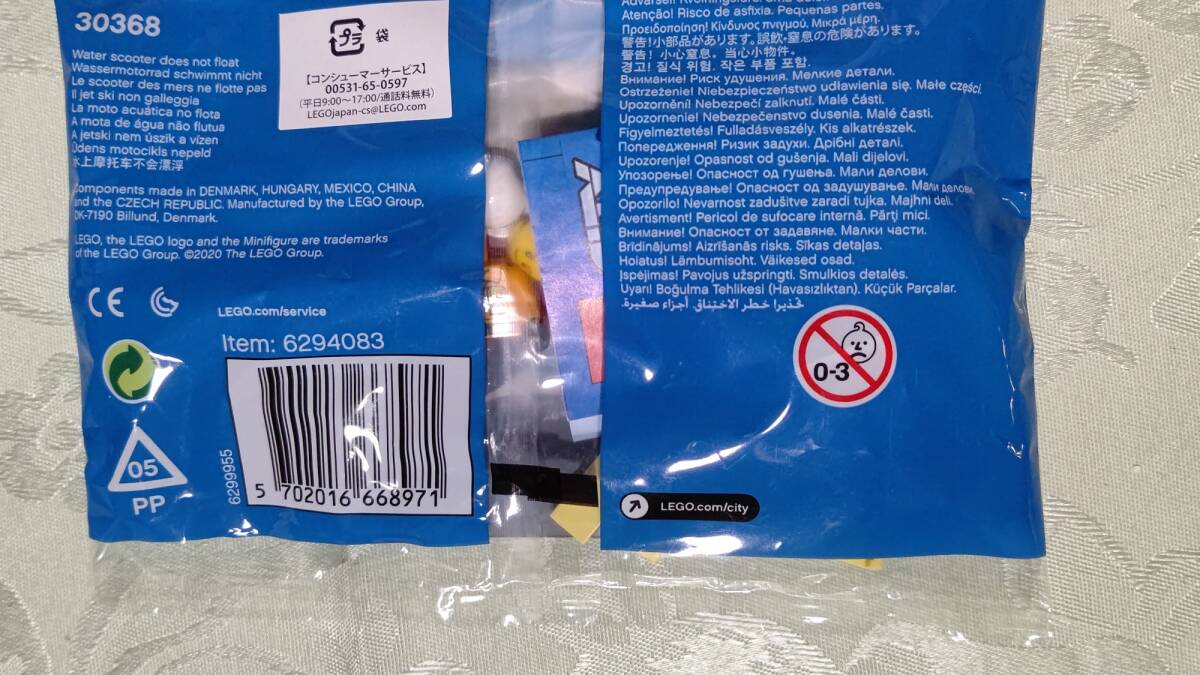 30368
Water scooter does not float
Wassermotorrad schwimmt nicht
Le scooter des mers ne flotte pas
Il jet ski non galleggia
La moto acuática no flota
A mota de água não flutua
A jetski nem úszik a vízen
Ūdens motocikls nepeld
水上摩托车不会漂浮
Components made in DENMARK, HUNGARY, MEXICO, CHINA
and the CZECH REPUBLIC. Manufactured by the LEGO Group,
DK-7190 Billund, Denmark.
LEGO, the LEGO logo and the Minifigure are trademarks
of the LEGO Group. ©2020 The LEGO Group.
CE
LEGO.com/service
Item: 6294083
05
PP
6299955
5 702016 668971
プラ 袋
【コンシューマーサービス】
00531-65-0597
(平日9:00〜17:00/通話料無料)
LEGOjapan-cs@LEGO.com
Atenção! Risco de asfixia. Pequenas partes.
Προειδοποίηση! Κίνδυνος πνιγμού. Μικρά μέρη.
警告!小部品があります。誤飲・窒息の危険があります。
警告! 小心窒息。当心小物件。
경고! 질식 위험. 작은 부품 포함.
Внимание! Риск удушения. Мелкие детали.
Ostrzeżenie! Niebezpieczeństwo udławienia się. Małe części.
Upozornění! Nebezpečí zalknutí. Malé části.
Upozornenie! Nebezpečenstvo dusenia. Malé časti.
Figyelmeztetés! Fulladásveszély. Kis alkatrészek.
Попередження! Ризик задухи. Дрібні деталі.
Upozorenje! Opasnost od gušenja. Mali dijelovi.
Упозорење! Опасност од гушења. Мали делови.
Предупредување! Опасност од задушување. Мали делови.
Opozorilo! Nevarnost zadušitve zaradi tujka. Majhni deli.
Avertisment! Pericol de sufocare internă. Părți mici.
Внимание! Опасност от задавяне. Малки части.
Brīdinājums! Aizrīšanās risks. Sīkas detaļas.
Hoiatus! Lämbumisoht. Väikesed osad.
Įspėjimas! Pavojus užspringti. Smulkios detalės.
Uyarı! Boğulma Tehlikesi (Havasızlıktan). Küçük Parçalar.
تحذير! خطر الاختناق. أجزاء صغيرة.
0-3
LEGO.com/city